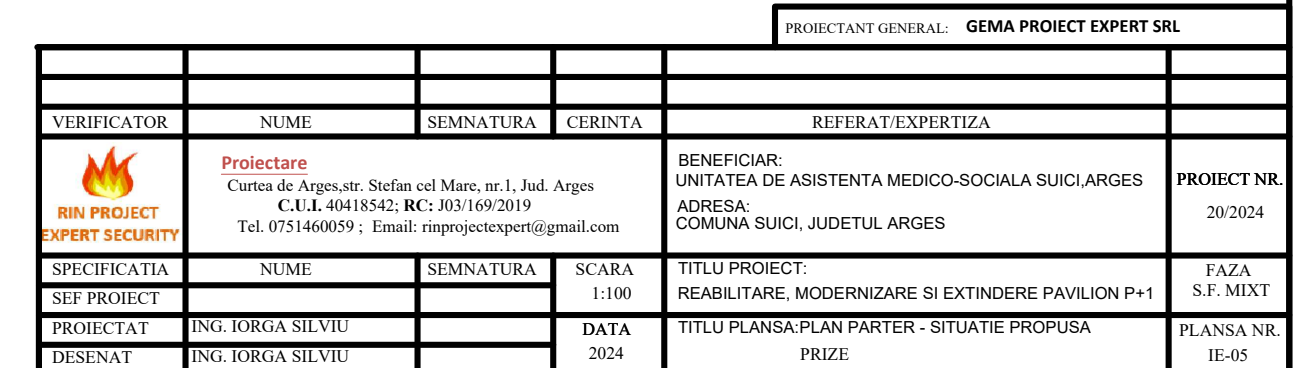 PROIECTANT GENERAL: GEMA PROIECT EXPERT SRL
VERIFICATOR NUME SEMNATURA CERINTA REFERAT/EXPERTIZA
RIN PROJECT
EXPERT SECURITY
Proiectare
Curtea de Arges,str. Stefan cel Mare, nr.1, Jud. Arges
C.U.I. 40418542; RC: J03/169/2019
Tel. 0751460059 ; Email: rinprojectexpert@gmail.com
BENEFICIAR:
UNITATEA DE ASISTENTA MEDICO-SOCIALA SUICI,ARGES
ADRESA:
COMUNA SUICI, JUDETUL ARGES
PROIECT NR.
20/2024
SPECIFICATIA NUME SEMNATURA
SEF PROIECT
PROIECTAT ING. IORGA SILVIU
DESENAT ING. IORGA SILVIU
SCARA
1:100
DATA
2024
TITLU PROIECT:
REABILITARE, MODERNIZARE SI EXTINDERE PAVILION P+1
TITLU PLANSA:PLAN PARTER - SITUATIE PROPUSA
PRIZE
FAZA
S.F. MIXT
PLANSA NR.
IE-05